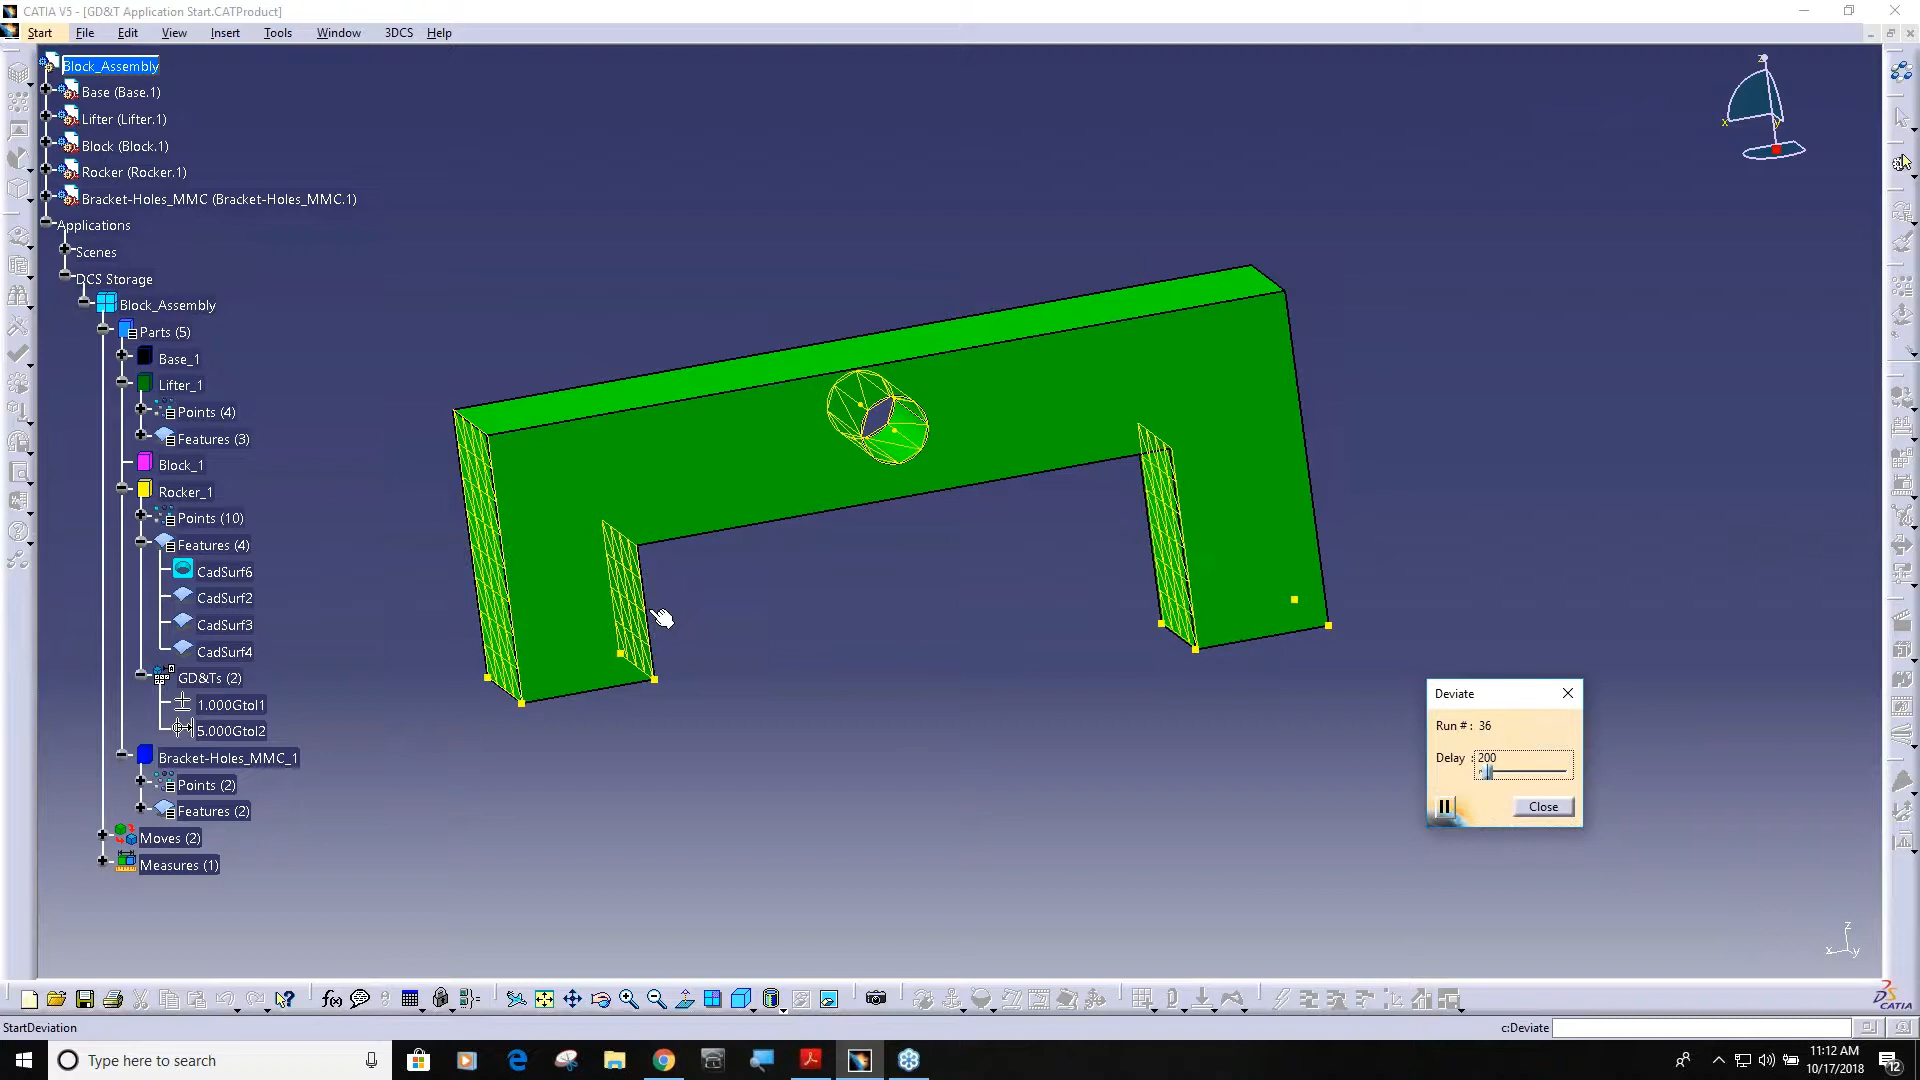 CATIA V5 - [GD&T Application Start.CATProduct]
Start File Edit View Insert Tools Window 3DCS Help
Block_Assembly
Base (Base.1)
Lifter (Lifter.1)
Block (Block.1)
Rocker (Rocker.1)
Bracket-Holes_MMC (Bracket-Holes_MMC.1)
Applications
Scenes
DCS Storage
Block_Assembly
Parts (5)
Base_1
Lifter_1
Points (4)
Features (3)
Block_1
Rocker_1
Points (10)
Features (4)
CadSurf6
CadSurf2
CadSurf3
CadSurf4
GD&Ts (2)
1.000Gtol1
5.000Gtol2
Bracket-Holes_MMC_1
Points (2)
Features (2)
Moves (2)
Measures (1)
z
x y
Deviate
Run # : 36
Delay : 200
Close
z
x y
f(x)
CATIA
StartDeviation
c:Deviate
Type here to search
11:12 AM
10/17/2018
12